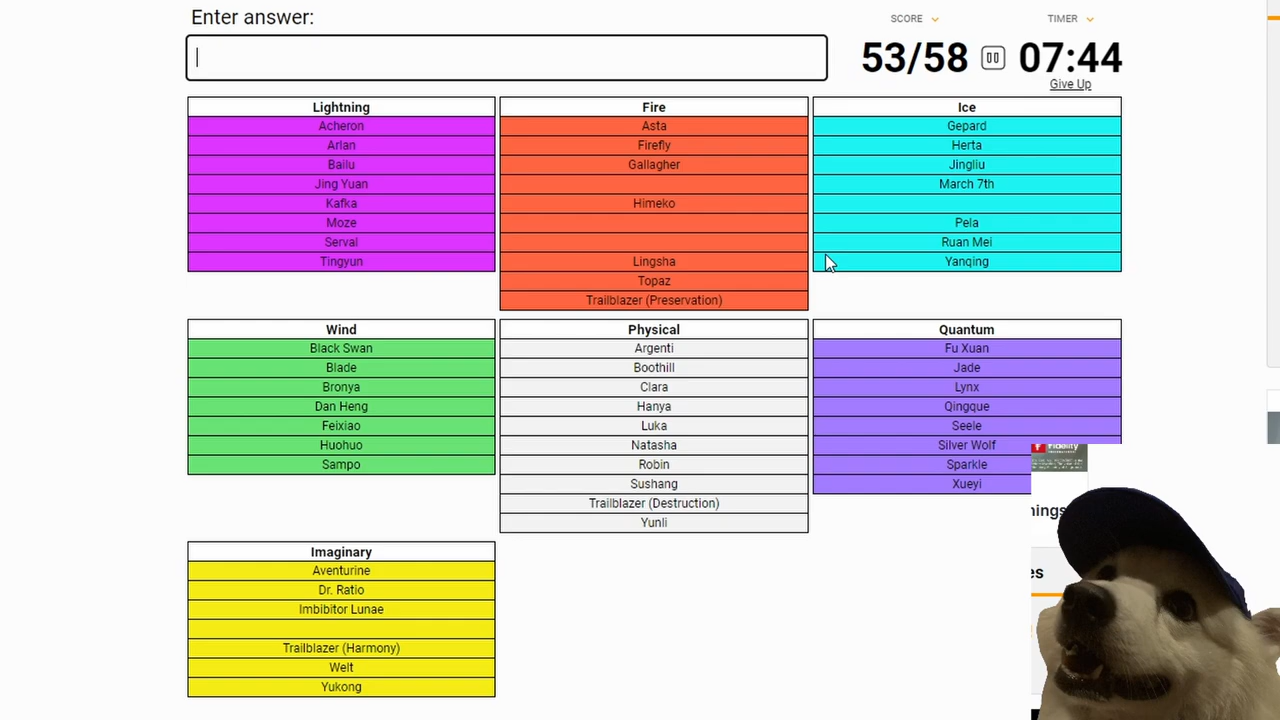 Enter answer:
SCORE
TIMER
53/58
07:44
Give Up
Lightning
Acheron
Arlan
Bailu
Jing Yuan
Kafka
Moze
Serval
Tingyun
Fire
Asta
Firefly
Gallagher
Himeko
Lingsha
Topaz
Trailblazer (Preservation)
Ice
Gepard
Herta
Jingliu
March 7th
Pela
Ruan Mei
Yanqing
Wind
Black Swan
Blade
Bronya
Dan Heng
Feixiao
Huohuo
Sampo
Physical
Argenti
Boothill
Clara
Hanya
Luka
Natasha
Robin
Sushang
Trailblazer (Destruction)
Yunli
Quantum
Fu Xuan
Jade
Lynx
Qingque
Seele
Silver Wolf
Sparkle
Xueyi
Imaginary
Aventurine
Dr. Ratio
Imbibitor Lunae
Trailblazer (Harmony)
Welt
Yukong
Fidelity
nings
es